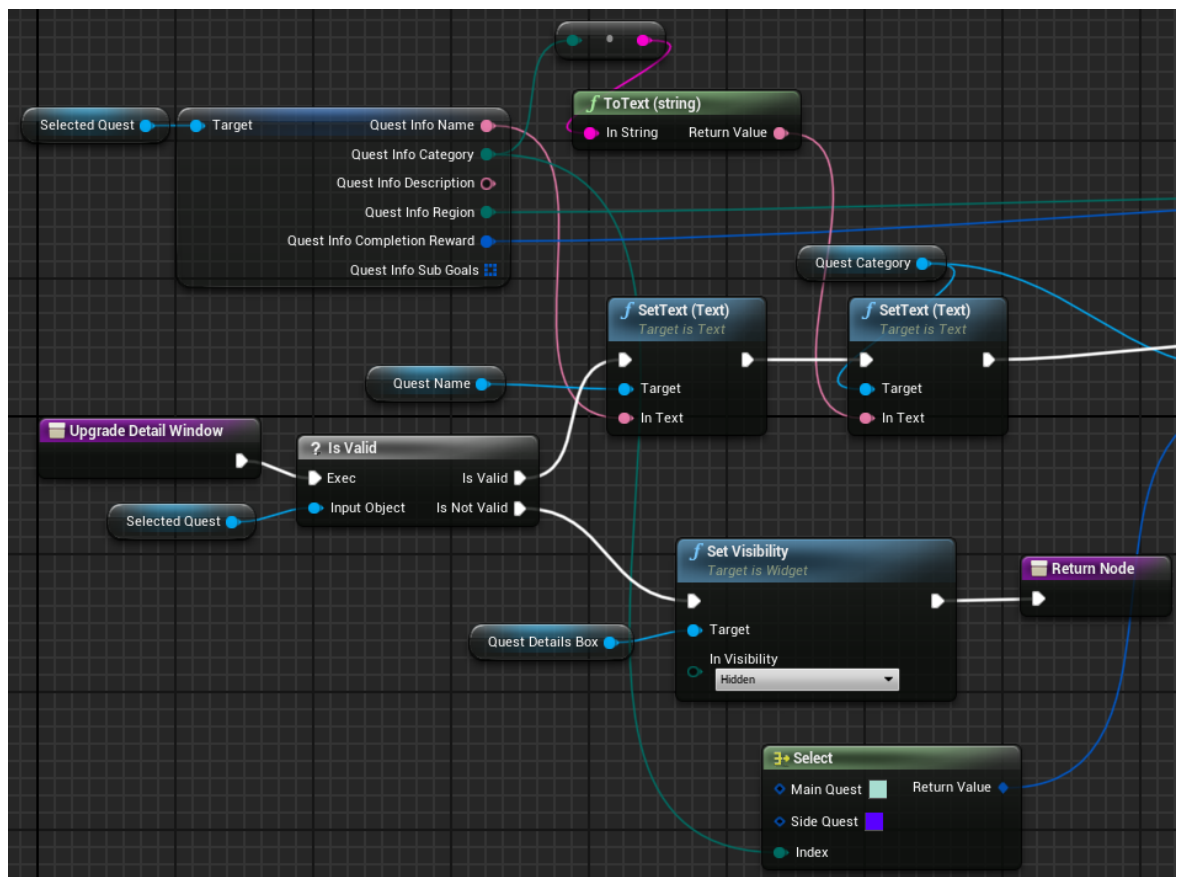 ToText (string)
In String Return Value
Selected Quest
Target Quest Info Name
Quest Info Category
Quest Info Description
Quest Info Region
Quest Info Completion Reward
Quest Info Sub Goals
Quest Category
SetText (Text)
Target is Text
Target
In Text
SetText (Text)
Target is Text
Target
In Text
Quest Name
Upgrade Detail Window
? Is Valid
Exec Is Valid
Input Object Is Not Valid
Selected Quest
Set Visibility
Target is Widget
Target
In Visibility
Hidden
Return Node
Quest Details Box
Select
Main Quest Return Value
Side Quest
Index